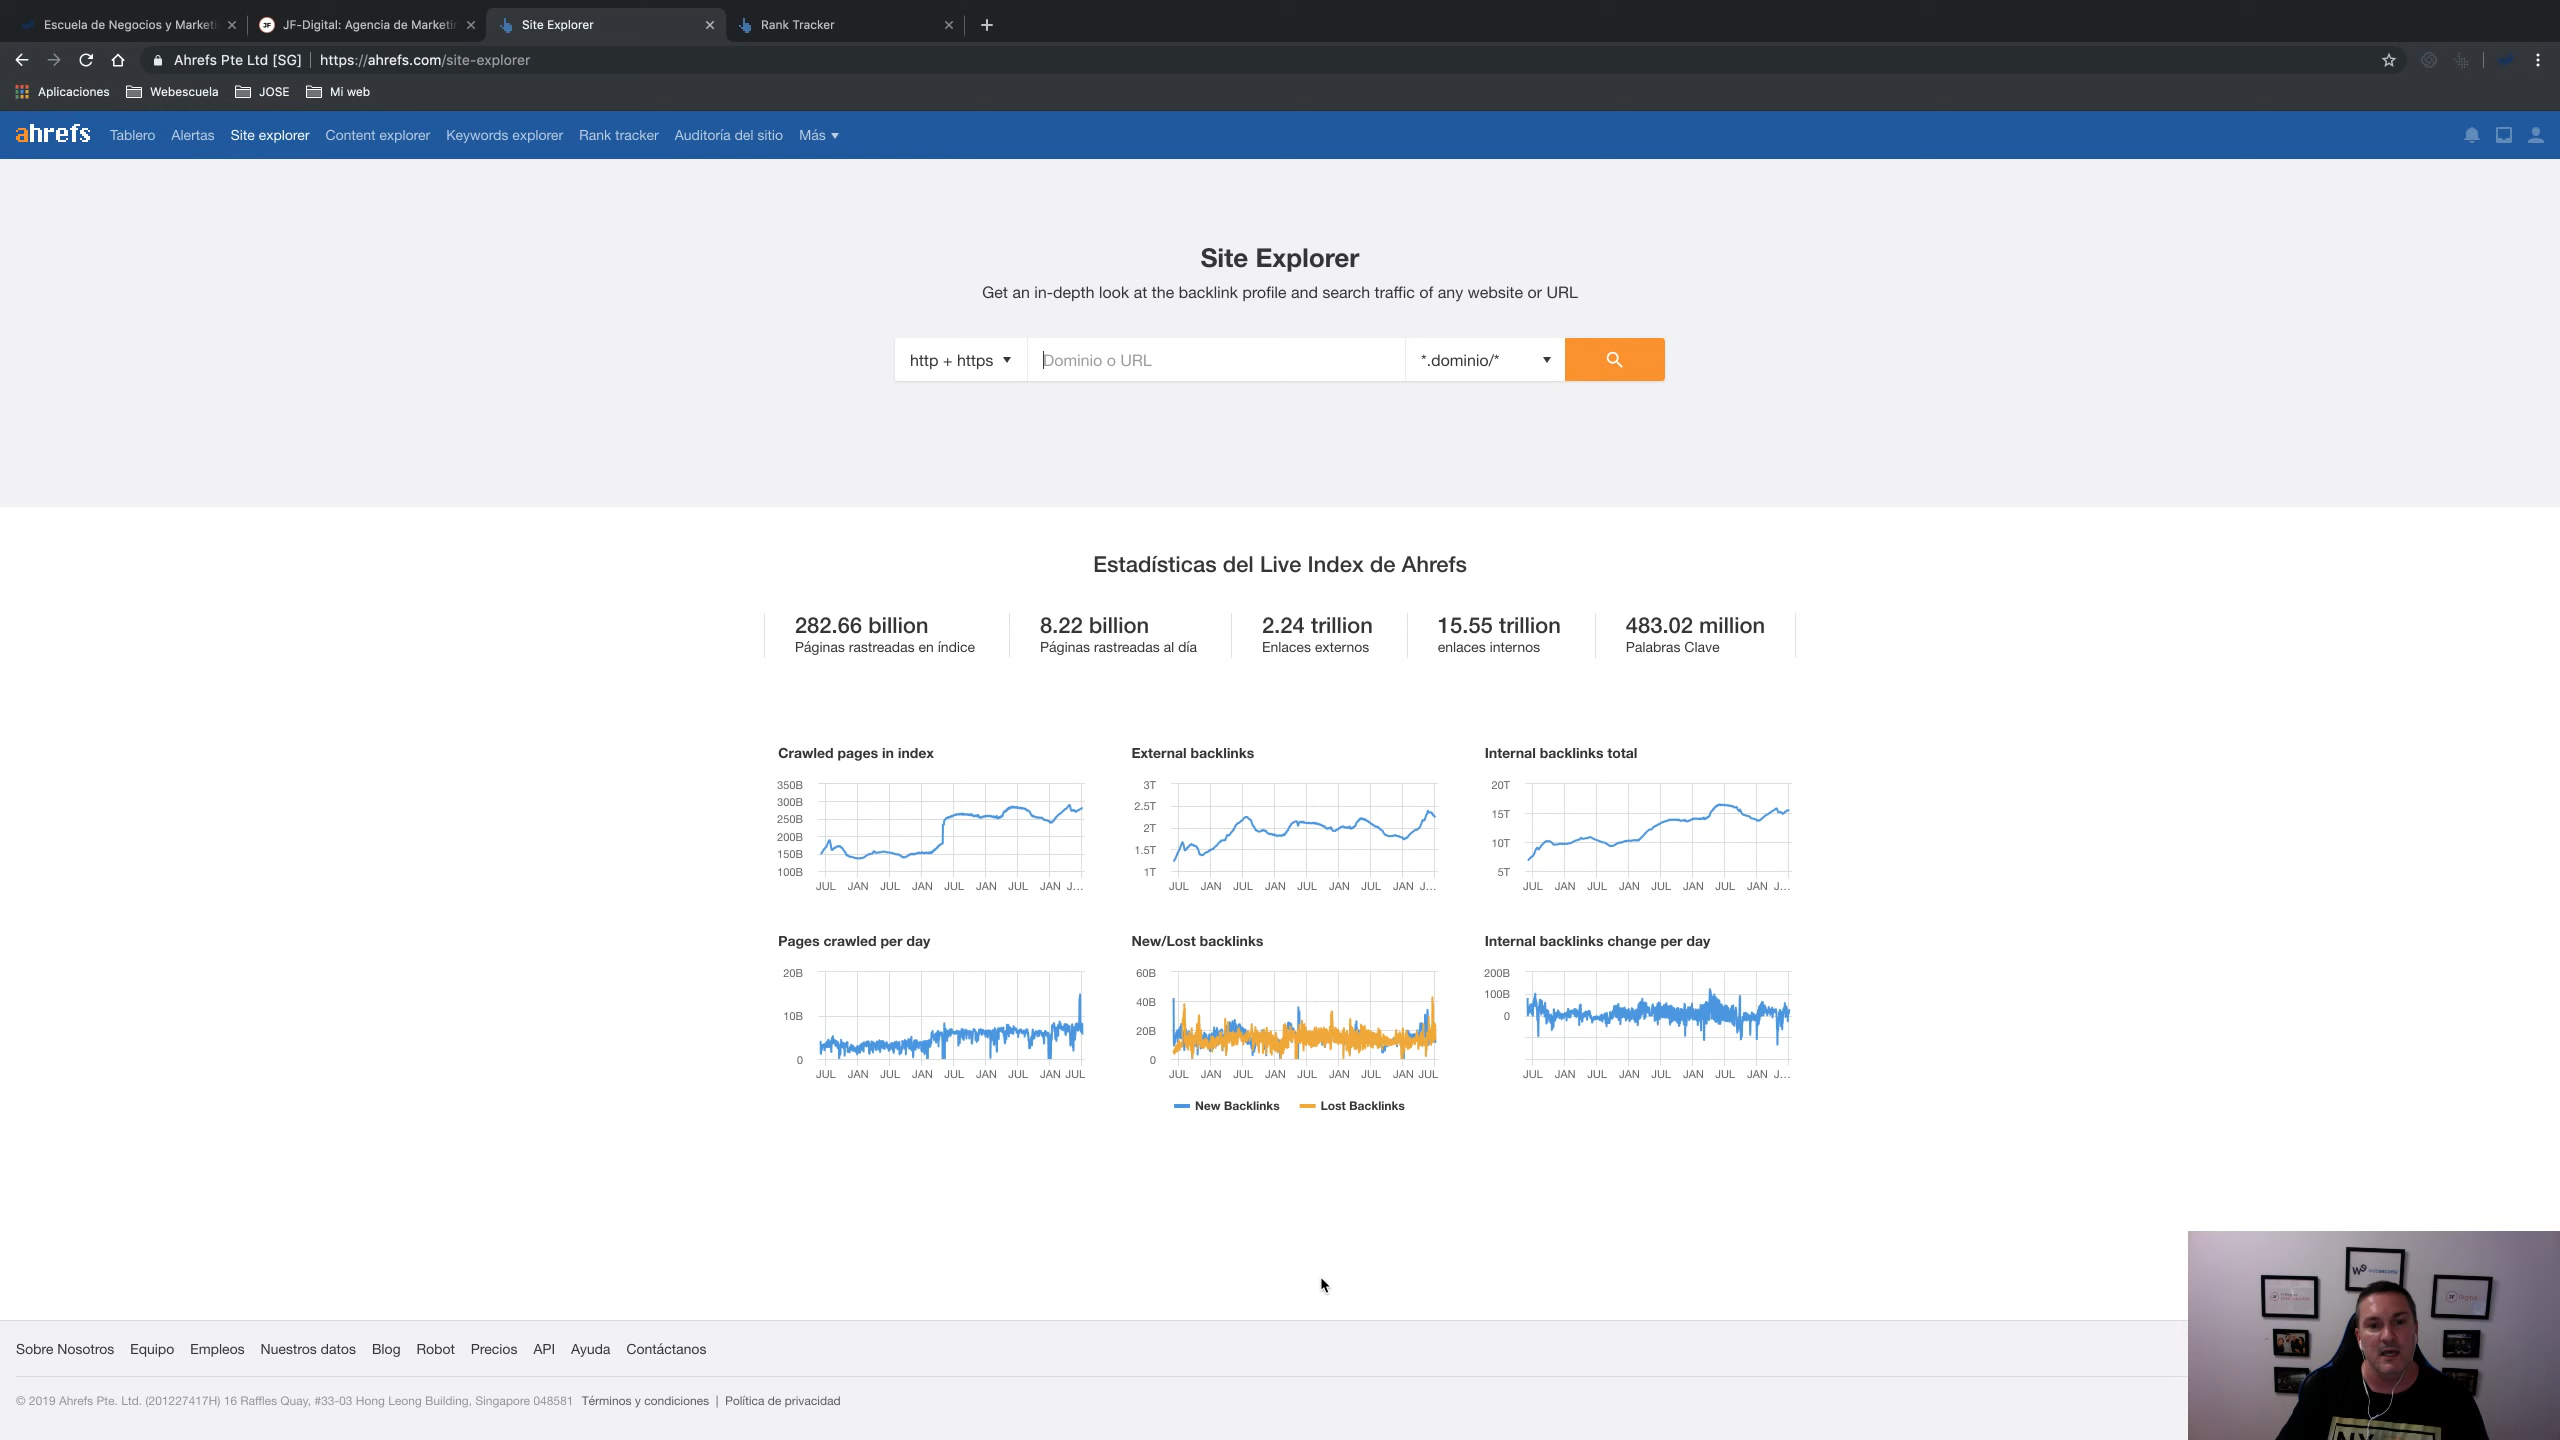 Escuela de Negocios y Marketi
JF-Digital: Agencia de Marketin
Site Explorer
Rank Tracker
Ahrefs Pte Ltd [SG]
https://ahrefs.com/site-explorer
Aplicaciones
Webescuela
JOSE
Mi web
ahrefs
Tablero
Alertas
Site explorer
Content explorer
Keywords explorer
Rank tracker
Auditoría del sitio
Más
Site Explorer
Get an in-depth look at the backlink profile and search traffic of any website or URL
http + https
Dominio o URL
*.dominio/*
Estadísticas del Live Index de Ahrefs
282.66 billion
Páginas rastreadas en índice
8.22 billion
Páginas rastreadas al día
2.24 trillion
Enlaces externos
15.55 trillion
enlaces internos
483.02 million
Palabras Clave
Crawled pages in index
350B
300B
250B
200B
150B
100B
JUL JAN JUL JAN JUL JAN JUL JAN J...
External backlinks
3T
2.5T
2T
1.5T
1T
JUL JAN JUL JAN JUL JAN JUL JAN J...
Internal backlinks total
20T
15T
10T
5T
JUL JAN JUL JAN JUL JAN JUL JAN J...
Pages crawled per day
20B
10B
0
JUL JAN JUL JAN JUL JAN JUL JAN JUL
New/Lost backlinks
60B
40B
20B
0
JUL JAN JUL JAN JUL JAN JUL JAN JUL
New Backlinks
Lost Backlinks
Internal backlinks change per day
200B
100B
0
JUL JAN JUL JAN JUL JAN JUL JAN J...
Sobre Nosotros
Equipo
Empleos
Nuestros datos
Blog
Robot
Precios
API
Ayuda
Contáctanos
© 2019 Ahrefs Pte. Ltd. (201227417H) 16 Raffles Quay, #33-03 Hong Leong Building, Singapore 048581 Términos y condiciones | Política de privacidad